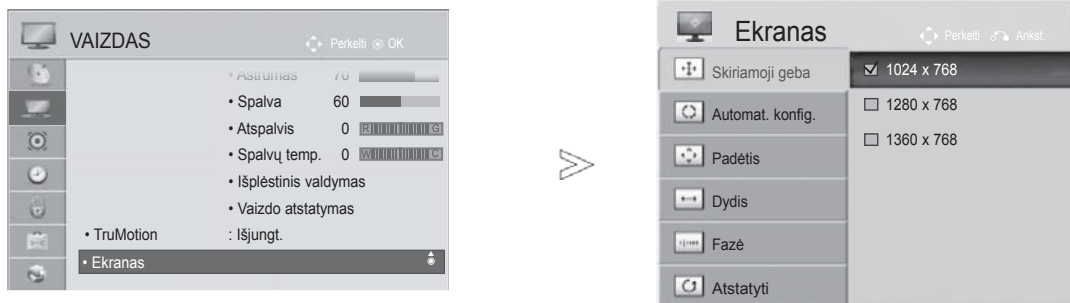 VAIZDAS
Perkelti OK
• Aštrumas 70
• Spalva 60
• Atspalvis 0 R G
• Spalvų temp. 0 W C
• Išplėstinis valdymas
• Vaizdo atstatymas
• TruMotion : Išjungt.
• Ekranas
Ekranas
Perkelti Ankst.
Skiriamoji geba
Automat. konfig.
Padėtis
Dydis
Fazė
Atstatyti
1024 x 768
1280 x 768
1360 x 768